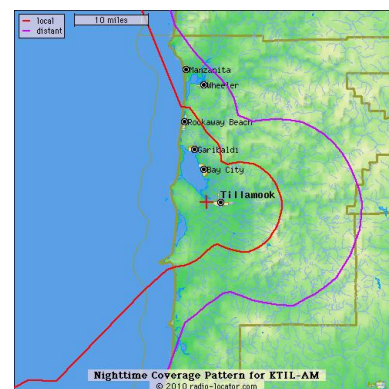 local
distant
10 miles
Manzanita
Wheeler
Rockaway Beach
Garibaldi
Bay City
Tillamook
Nighttime Coverage Pattern for KTIL-AM
© 2010 radio-locator.com